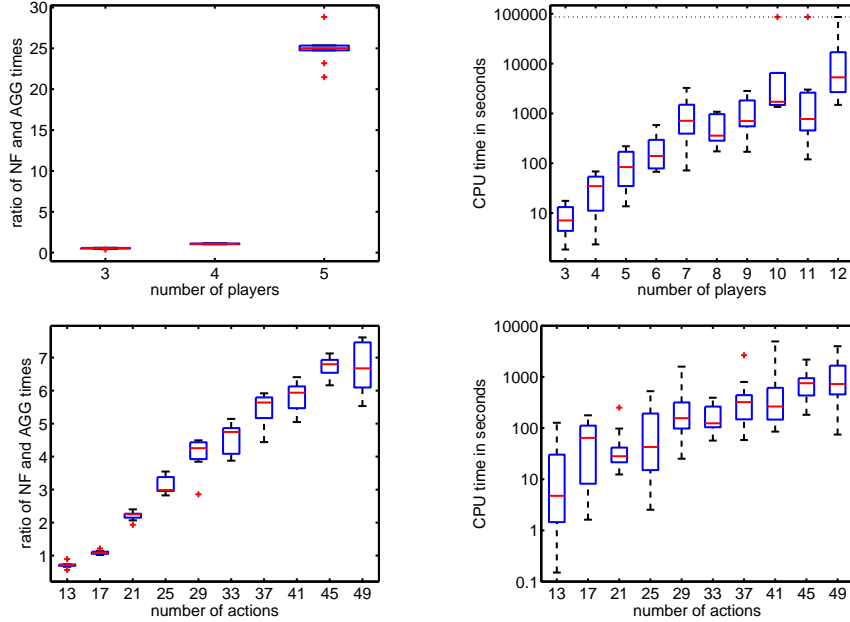 ratio of NF and AGG times
30
25
20
15
10
5
0
3 4 5
number of players
CPU time in seconds
100000
10000
1000
100
10
3 4 5 6 7 8 9 10 11 12
number of players
ratio of NF and AGG times
7
6
5
4
3
2
1
13 17 21 25 29 33 37 41 45 49
number of actions
CPU time in seconds
10000
1000
100
10
1
0.1
13 17 21 25 29 33 37 41 45 49
number of actions